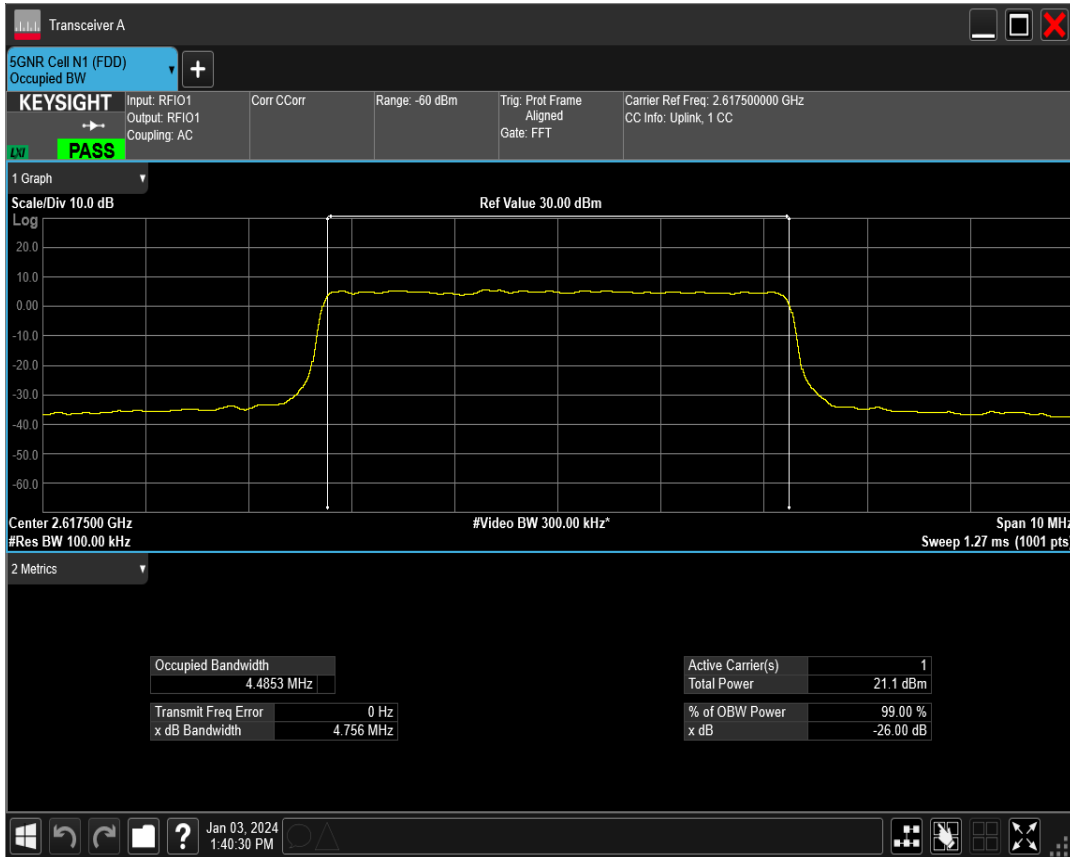 Transceiver A
5GNR Cell N1 (FDD)
Occupied BW
+
KEYSIGHT
LXI
PASS
Input: RFIO1
Output: RFIO1
Coupling: AC
Corr CCorr
Range: -60 dBm
Trig: Prot Frame
Aligned
Gate: FFT
Carrier Ref Freq: 2.617500000 GHz
CC Info: Uplink, 1 CC
1 Graph
Scale/Div 10.0 dB
Ref Value 30.00 dBm
Log
20.0
10.0
0.00
-10.0
-20.0
-30.0
-40.0
-50.0
-60.0
Center 2.617500 GHz
#Video BW 300.00 kHz*
Span 10 MHz
#Res BW 100.00 kHz
Sweep 1.27 ms (1001 pts)
2 Metrics
Occupied Bandwidth
4.4853 MHz
Transmit Freq Error 0 Hz
x dB Bandwidth 4.756 MHz
Active Carrier(s) 1
Total Power 21.1 dBm
% of OBW Power 99.00 %
x dB -26.00 dB
?
Jan 03, 2024
1:40:30 PM